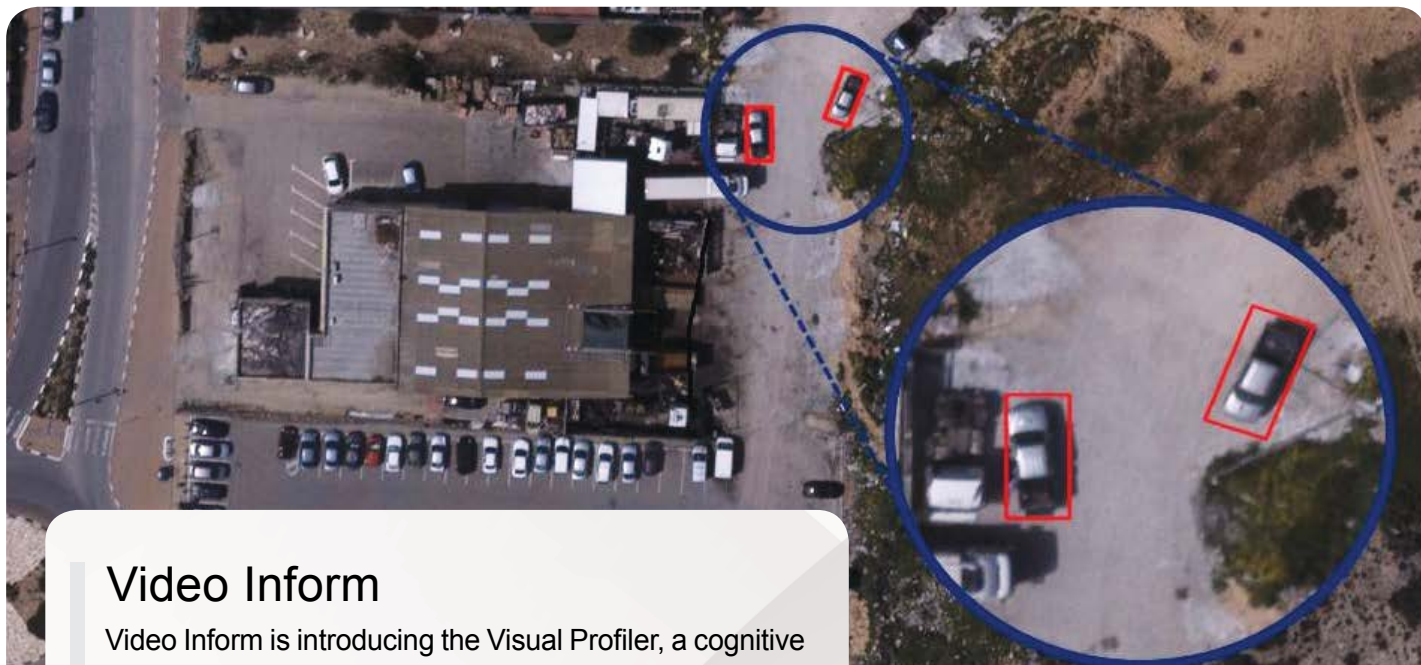 Video Inform
Video Inform is introducing the Visual Profiler, a cognitive